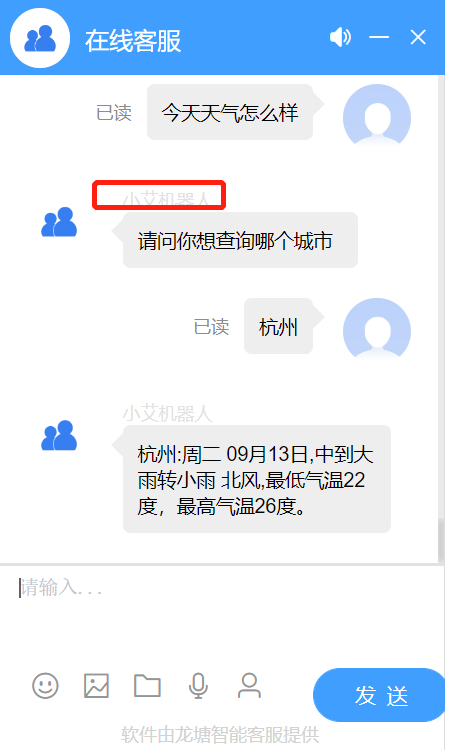 在线客服
已读
今天天气怎么样
小艾机器人
请问你想查询哪个城市
已读
杭州
小艾机器人
杭州:周二 09月13日,中到大
雨转小雨 北风,最低气温22
度，最高气温26度。
请输入...
发 送
软件由龙塘智能客服提供